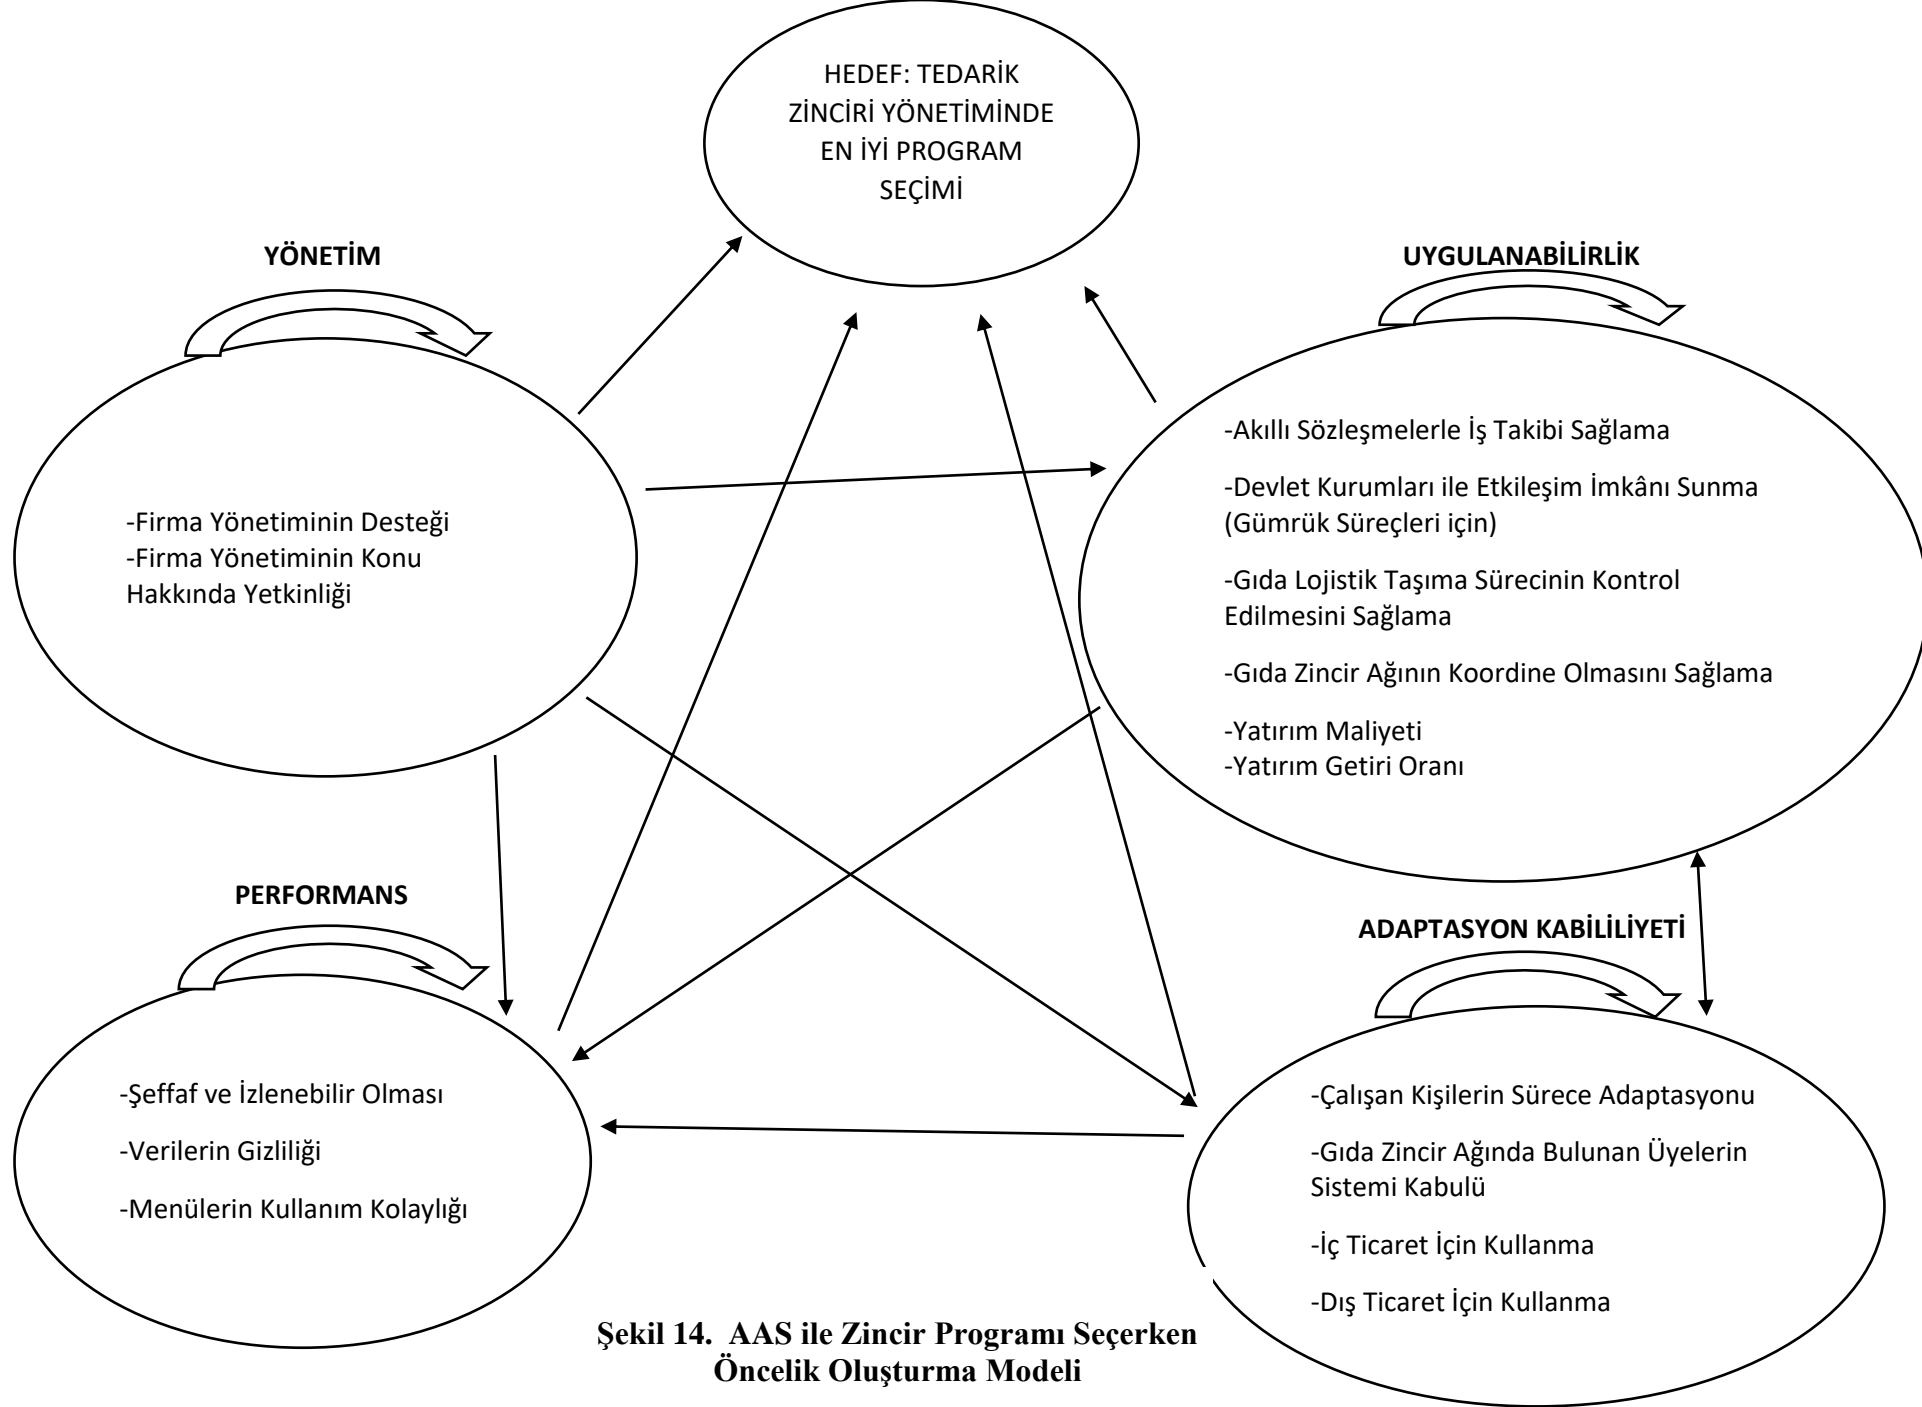 HEDEF: TEDARİK
ZİNCİRİ YÖNETİMİNDE
EN İYİ PROGRAM
SEÇİMİ
YÖNETİM
-Firma Yönetiminin Desteği
-Firma Yönetiminin Konu
Hakkında Yetkinliği
UYGULANABİLİRLİK
-Akıllı Sözleşmelerle İş Takibi Sağlama
-Devlet Kurumları ile Etkileşim İmkânı Sunma
(Gümrük Süreçleri için)
-Gıda Lojistik Taşıma Sürecinin Kontrol
Edilmesini Sağlama
-Gıda Zincir Ağının Koordine Olmasını Sağlama
-Yatırım Maliyeti
-Yatırım Getiri Oranı
PERFORMANS
-Şeffaf ve İzlenebilir Olması
-Verilerin Gizliliği
-Menülerin Kullanım Kolaylığı
ADAPTASYON KABİLİLİYETİ
-Çalışan Kişilerin Sürece Adaptasyonu
-Gıda Zincir Ağında Bulunan Üyelerin
Sistemi Kabulü
-İç Ticaret İçin Kullanma
-Dış Ticaret İçin Kullanma
Şekil 14. AAS ile Zincir Programı Seçerken
Öncelik Oluşturma Modeli